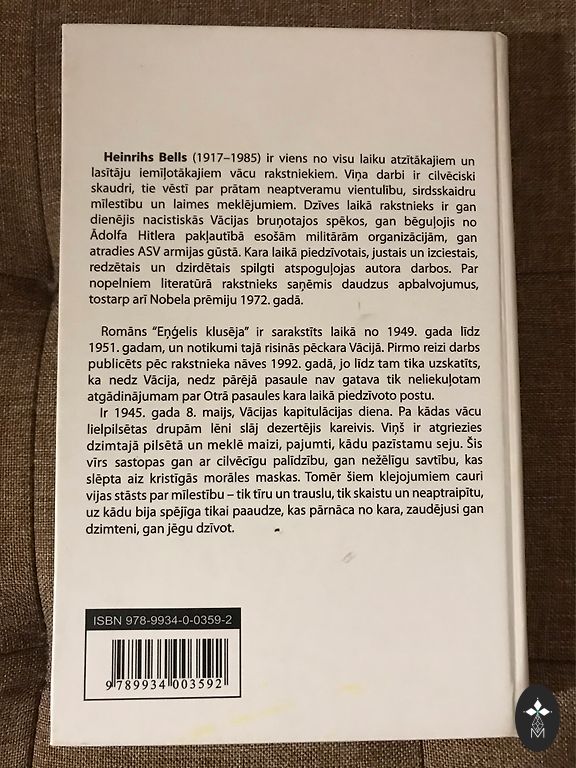 Heinrihs Bells (1917–1985) ir viens no visu laiku atzītākajiem un
lasītāju iemīļotākajiem vācu rakstniekiem. Viņa darbi ir cilvēciski
skaudri, tie vēstī par prātam neaptveramu vientulību, sirdsskaidru
mīlestību un laimes meklējumiem. Dzīves laikā rakstnieks ir gan
dienējis nacistiskās Vācijas bruņotajos spēkos, gan bēguļojis no
Ādolfa Hitlera pakļautībā esošām militārām organizācijām, gan
atradies ASV armijas gūstā. Kara laikā piedzīvotais, justais un izciestais,
redzētais un dzirdētais spilgti atspoguļojas autora darbos. Par
nopelniem literatūrā rakstnieks saņēmis daudzus apbalvojumus,
tostarp arī Nobela prēmiju 1972. gadā.
Romāns “Eņģelis klusēja” ir sarakstīts laikā no 1949. gada līdz
1951. gadam, un notikumi tajā risinās pēckara Vācijā. Pirmo reizi darbs
publicēts pēc rakstnieka nāves 1992. gadā, jo līdz tam tika uzskatīts,
ka nedz Vācija, nedz pārējā pasaule nav gatava tik neliekuļotam
atgādinājumam par Otrā pasaules kara laikā piedzīvoto postu.
Ir 1945. gada 8. maijs, Vācijas kapitulācijas diena. Pa kādas vācu
lielpilsētas drupām lēni slāj dezertējis kareivis. Viņš ir atgriezies
dzimtajā pilsētā un meklē maizi, pajumti, kādu pazīstamu seju. Šis
vīrs sastopas gan ar cilvēcīgu palīdzību, gan nežēlīgu savtību, kas
slēpta aiz kristīgās morāles maskas. Tomēr šiem klejojumiem cauri
vijas stāsts par mīlestību – tik tīru un trauslu, tik skaistu un neaptraipītu,
uz kādu bija spējīga tikai paaudze, kas pārnāca no kara, zaudējusi gan
dzimteni, gan jēgu dzīvot.
ISBN 978-9934-0-0359-2
9 789934 003592
M